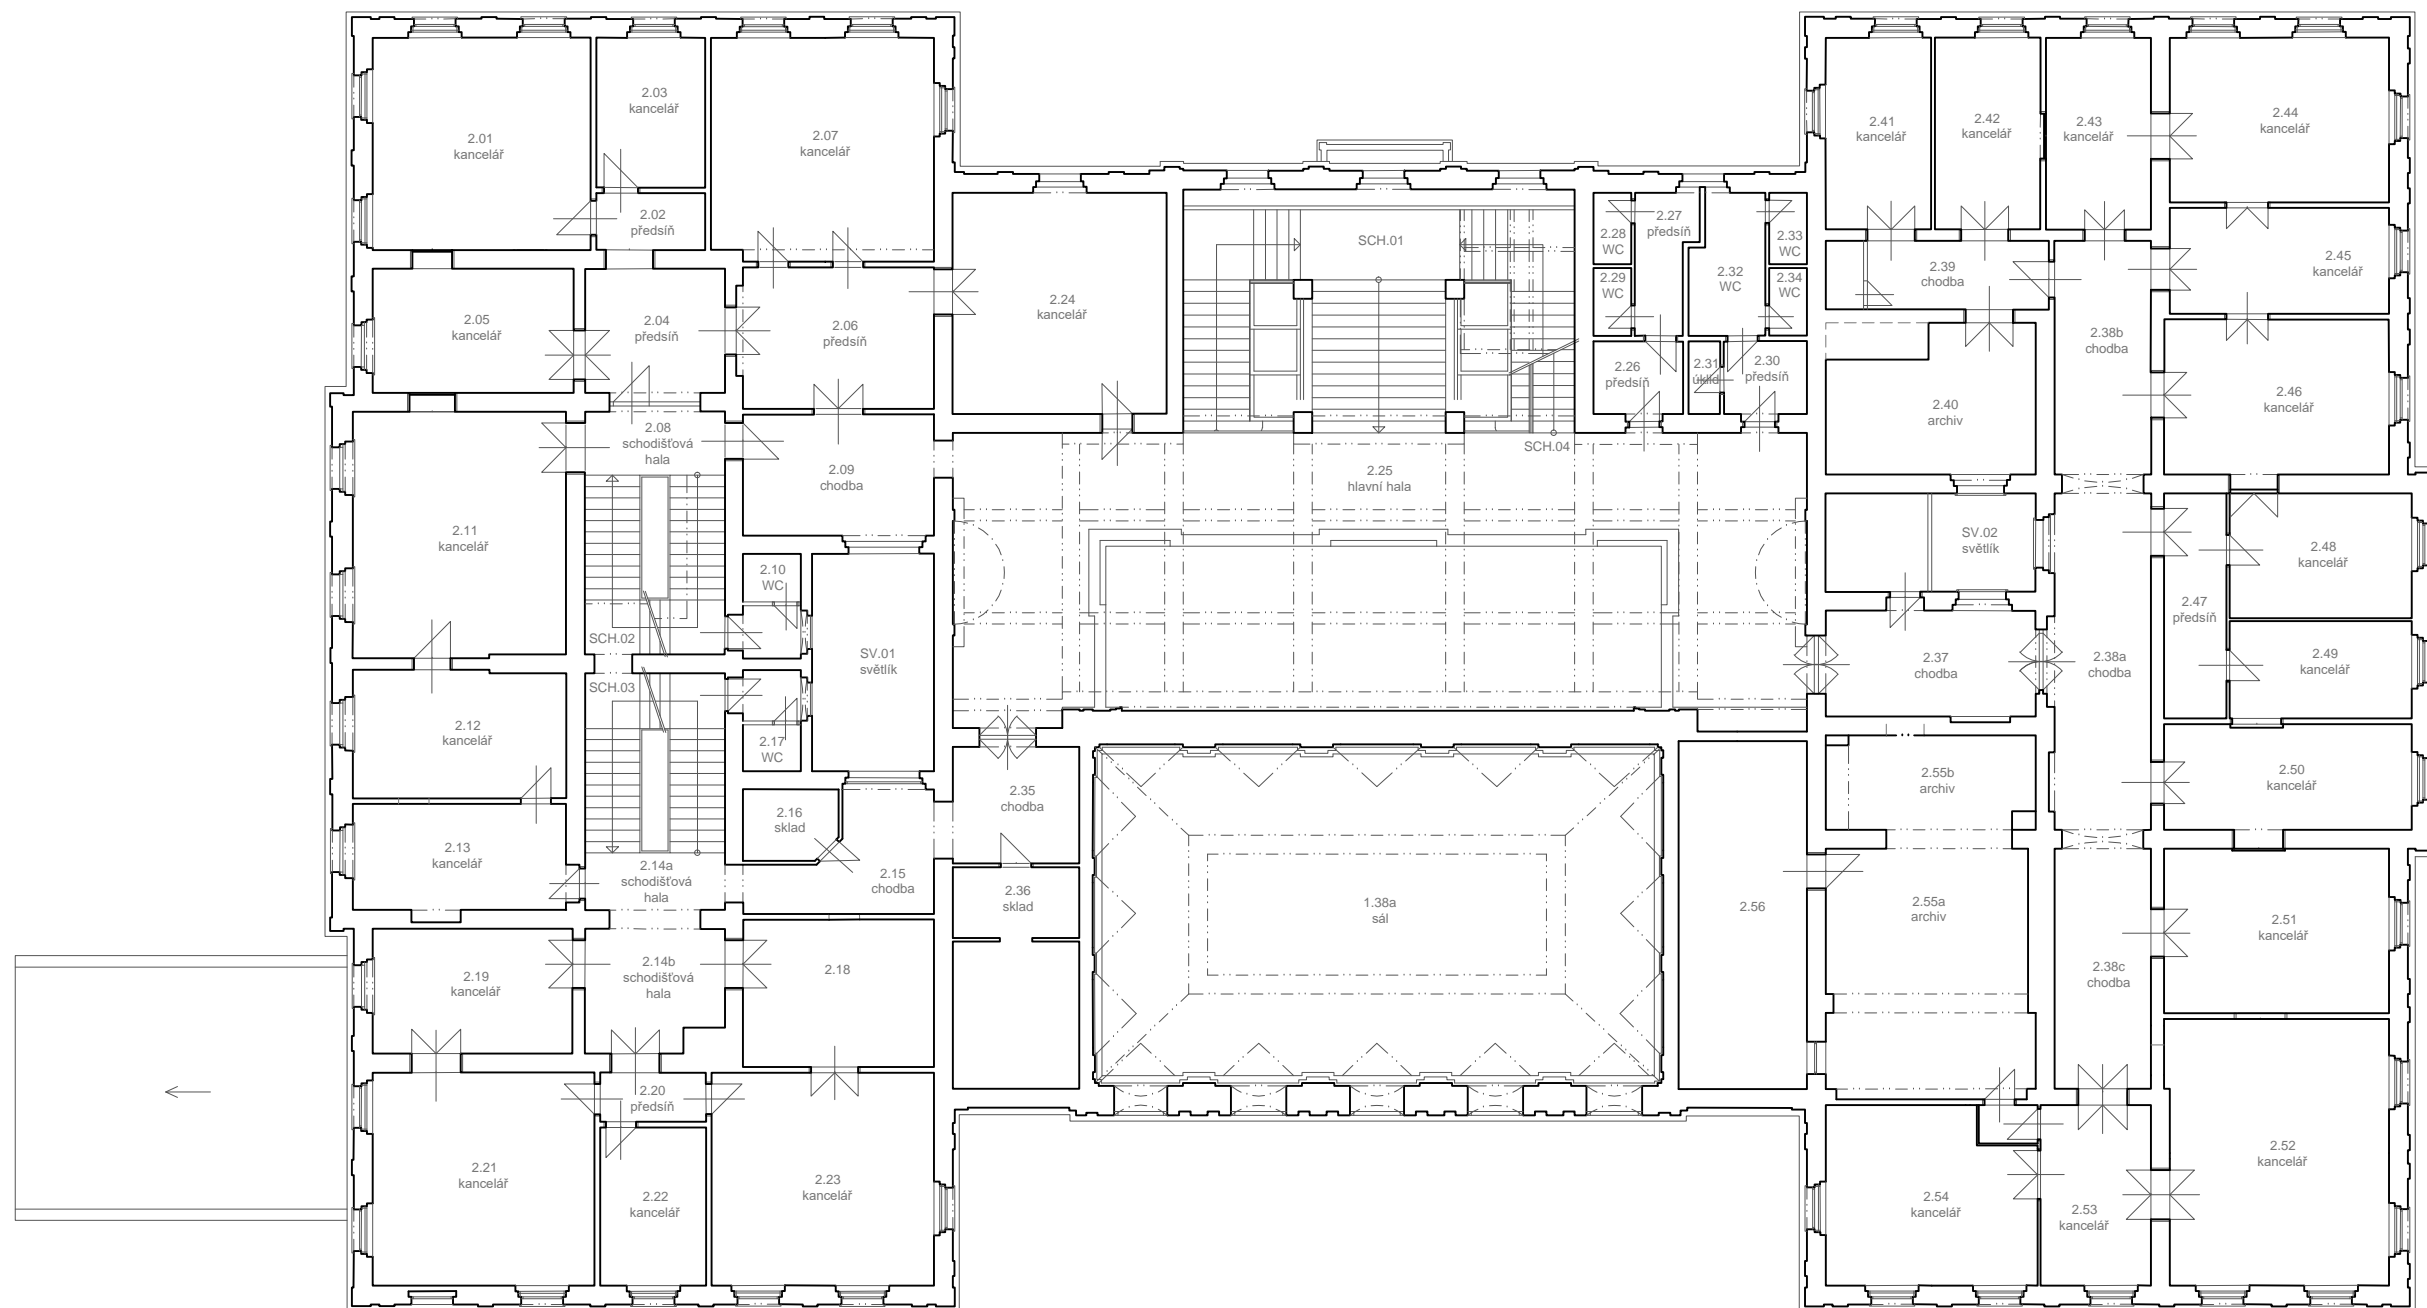 2.01
kancelář
2.03
kancelář
2.02
předsíň
2.07
kancelář
2.05
kancelář
2.04
předsíň
2.06
předsíň
2.24
kancelář
SCH.01
2.27
předsíň
2.28
WC
2.29
WC
2.32
WC
2.33
WC
2.34
WC
2.26
předsíň
2.31
úklid
2.30
předsíň
2.41
kancelář
2.42
kancelář
2.43
kancelář
2.44
kancelář
2.39
chodba
2.45
kancelář
2.38b
chodba
2.40
archiv
2.46
kancelář
2.08
schodišťová
hala
2.09
chodba
2.11
kancelář
2.10
WC
SCH.02
SCH.03
SV.01
světlík
SCH.04
2.25
hlavní hala
SV.02
světlík
2.48
kancelář
2.47
předsíň
2.49
kancelář
2.37
chodba
2.38a
chodba
2.12
kancelář
2.17
WC
2.13
kancelář
2.16
sklad
2.35
chodba
2.14a
schodišťová
hala
2.15
chodba
2.36
sklad
1.38a
sál
2.56
2.55b
archiv
2.50
kancelář
2.55a
archiv
2.51
kancelář
2.38c
chodba
2.19
kancelář
2.14b
schodišťová
hala
2.18
2.20
předsíň
2.21
kancelář
2.22
kancelář
2.23
kancelář
2.54
kancelář
2.53
kancelář
2.52
kancelář